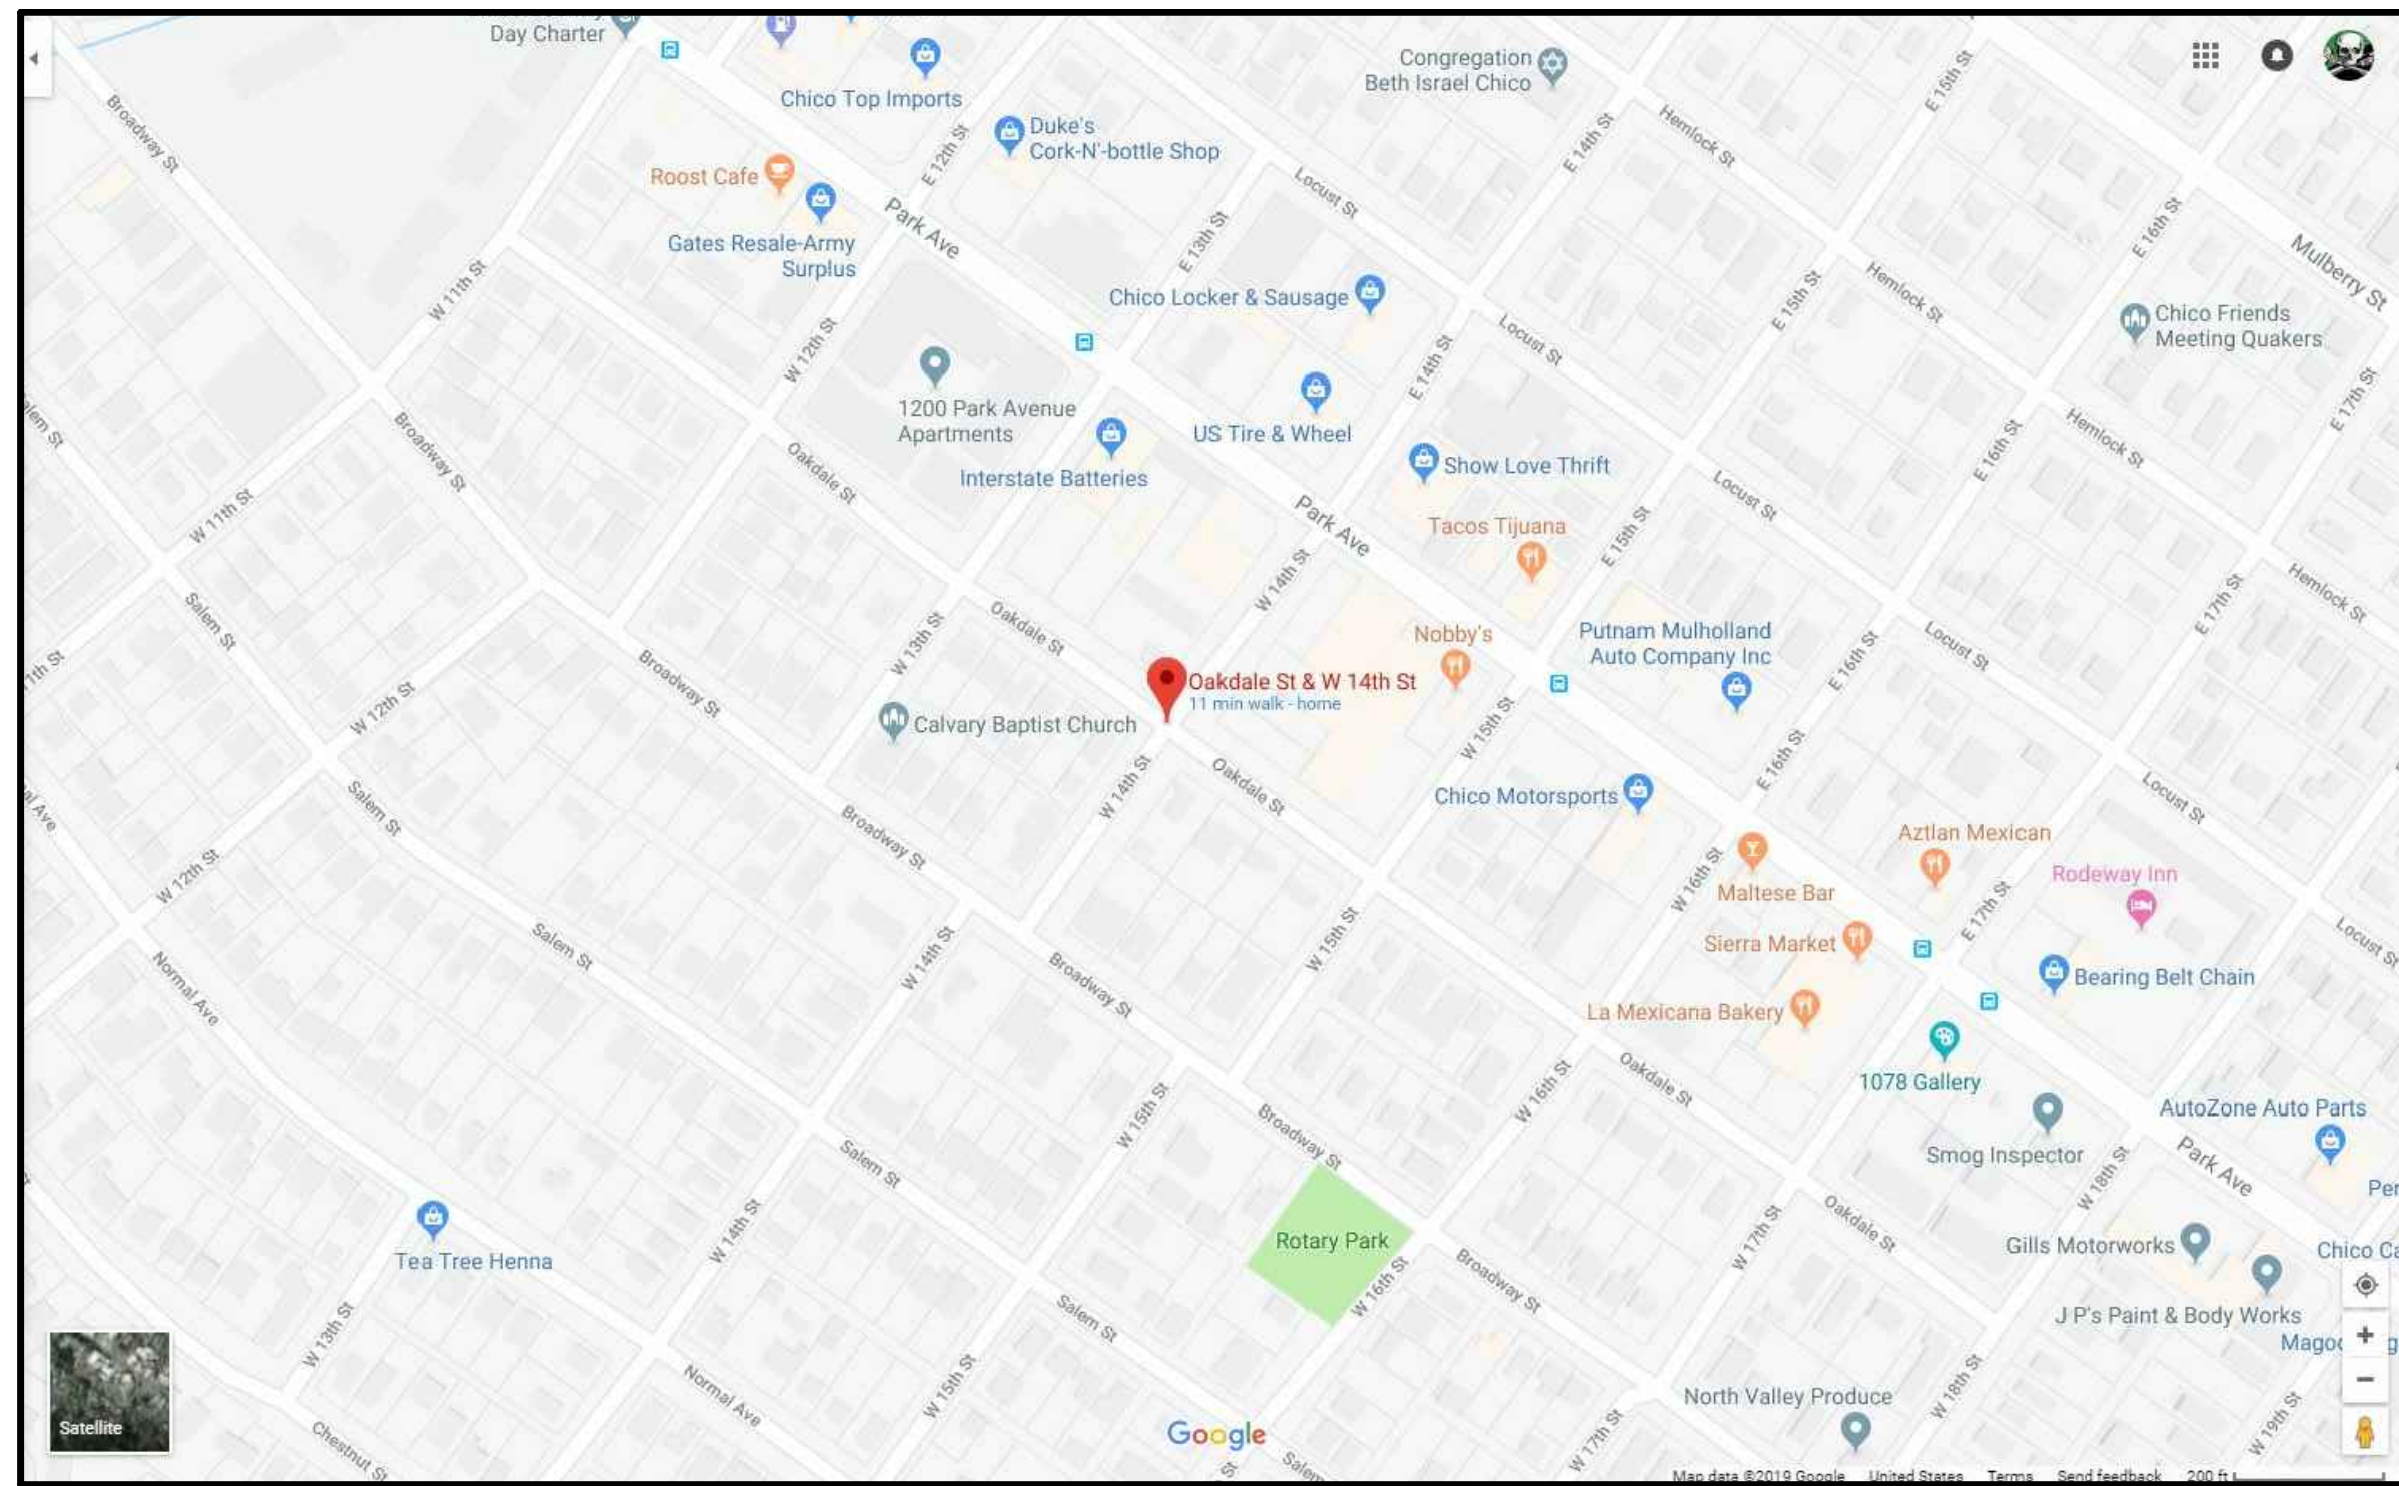 Day Charter
Chico Top Imports
Congregation
Beth Israel Chico
E 15th St
Broadway St
Duke's
Cork-N'-bottle Shop
E 12th St
E 14th St
Hemlock St
Roost Cafe
Locust St
Gates Resale-Army
Surplus
Park Ave
E 13th St
E 16th St
Mulberry St
W 11th St
Chico Locker & Sausage
E 15th St
Hemlock St
Chico Friends
Meeting Quakers
W 12th St
Locust St
E 14th St
E 17th St
1200 Park Avenue
Apartments
US Tire & Wheel
Broadway St
Interstate Batteries
Oakdale St
Show Love Thrift
E 16th St
Hemlock St
Locust St
W 11th St
Park Ave
Tacos Tijuana
E 15th St
W 14th St
Salem St
Oakdale St
W 13th St
Nobby's
Putnam Mulholland
Auto Company Inc
E 16th St
Locust St
E 17th St
Hemlock St
Oakdale St & W 14th St
11 min walk - home
Broadway St
W 12th St
Calvary Baptist Church
W 15th St
W 14th St
Oakdale St
E 16th St
Chico Motorsports
Locust St
Salem St
Broadway St
Aztlan Mexican
Rodeway Inn
W 12th St
W 16th St
Maltese Bar
E 17th St
Sierra Market
Locust St
Salem St
W 14th St
W 15th St
Bearing Belt Chain
Normal Ave
Broadway St
La Mexicana Bakery
1078 Gallery
Oakdale St
W 16th St
W 15th St
AutoZone Auto Parts
Smog Inspector
Broadway St
Salem St
W 18th St
Park Ave
Per
Tea Tree Henna
W 14th St
Rotary Park
W 17th St
Oakdale St
Gills Motorworks
Chico Ca
W 16th St
Broadway St
J P's Paint & Body Works
W 13th St
Salem St
Normal Ave
W 15th St
North Valley Produce
W 18th St
W 17th St
W 19th St
Satellite
Chestnut St
Google
St
Salem
Map data ©2019 Google United States Terms Send feedback 200 ft